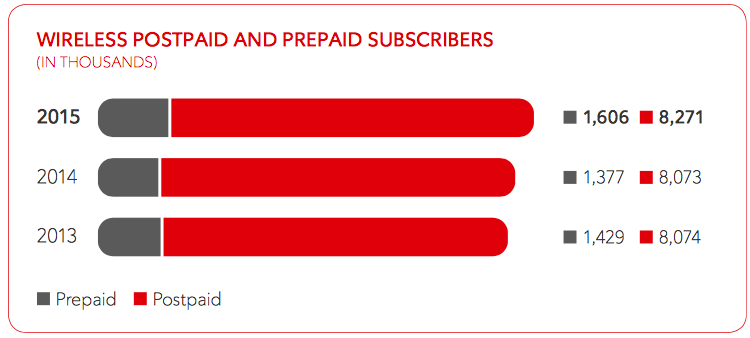 WIRELESS POSTPAID AND PREPAID SUBSCRIBERS
(IN THOUSANDS)
2015 1,606 8,271
2014 1,377 8,073
2013 1,429 8,074
Prepaid Postpaid